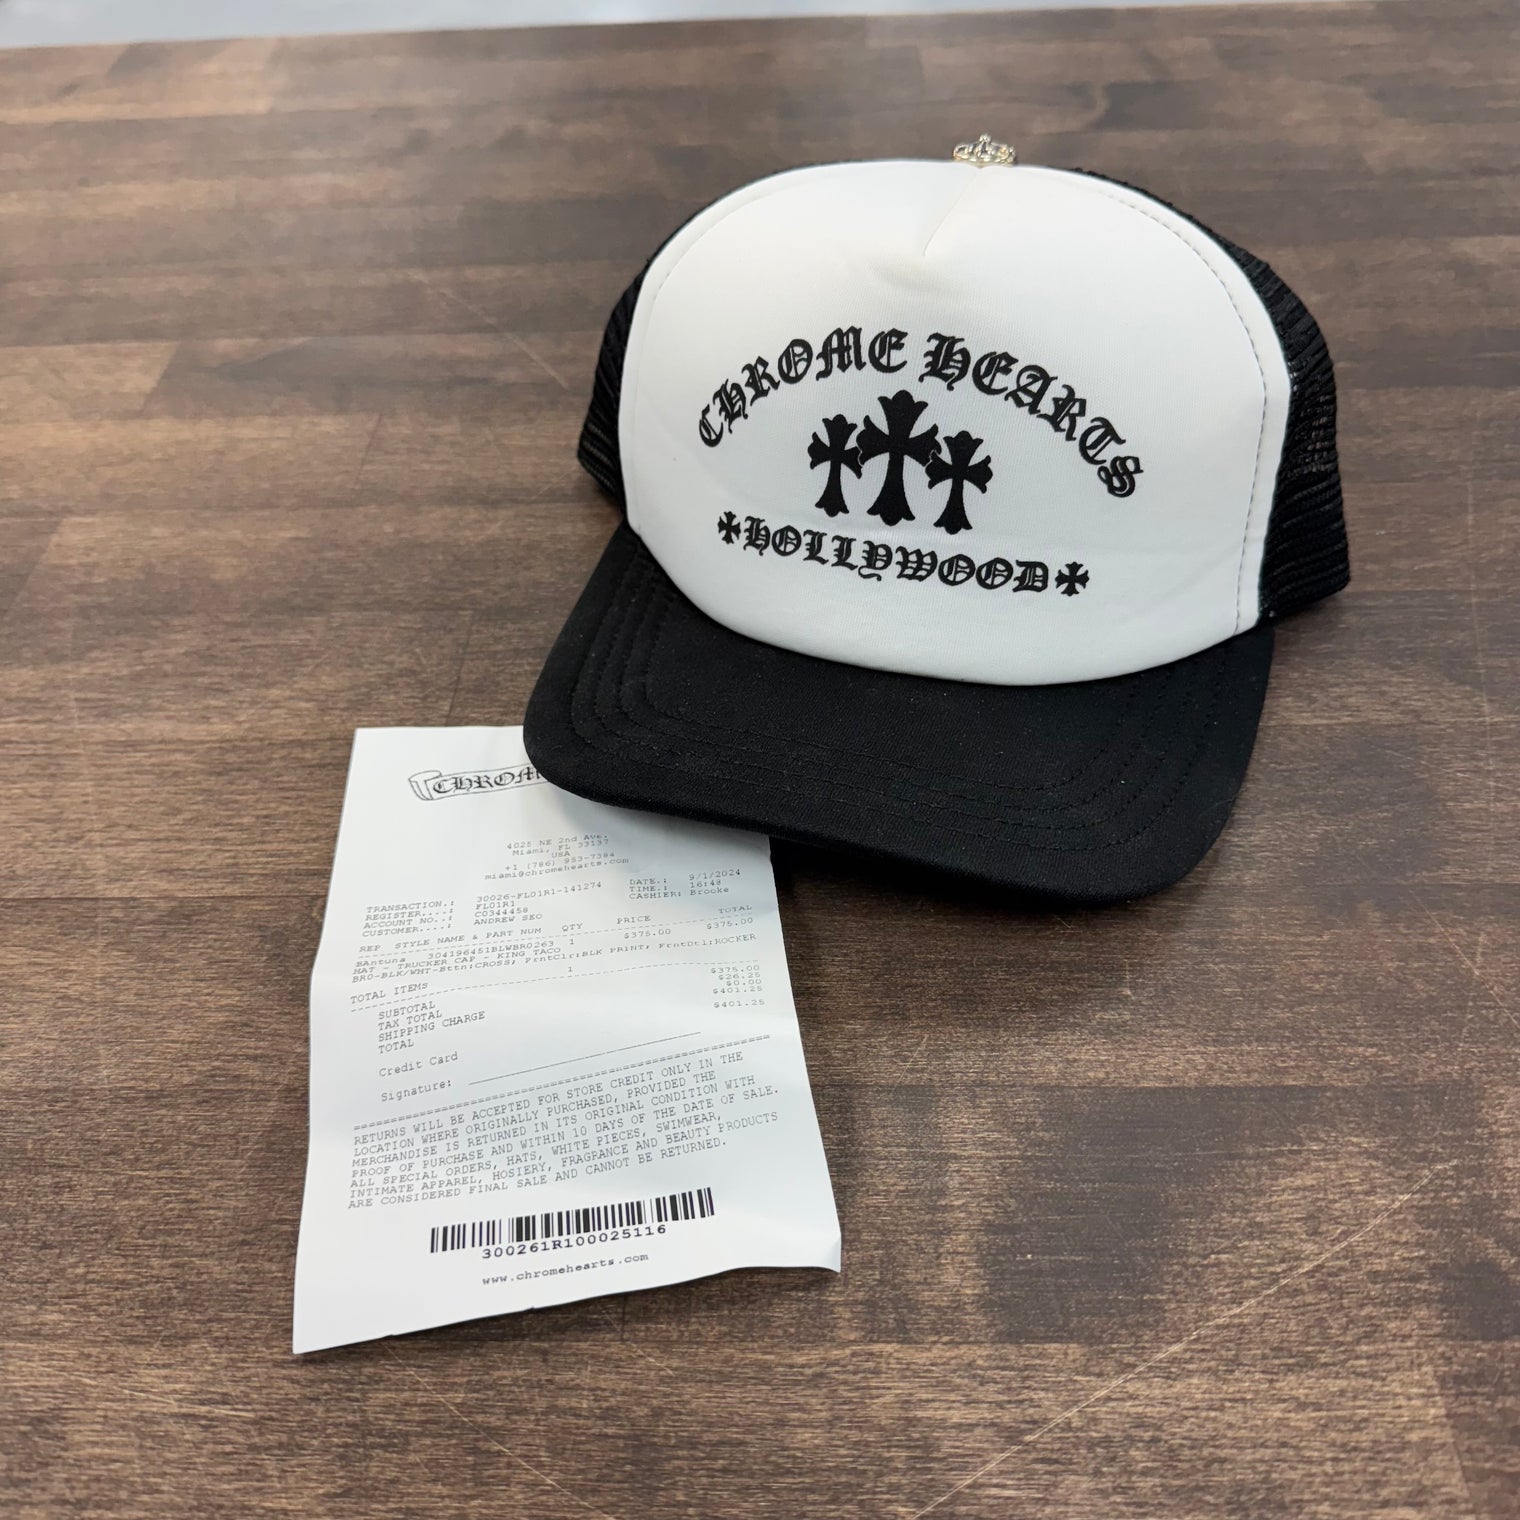 CHROME HEARTS
HOLLYWOOD
CHROM
4025 NE 2nd Ave.
Miami, FL 33137
USA
+1 (786) 953-7384
miami@chromehearts.com
TRANSACTION.: 30026-FL01R1-141274 DATE.: 9/1/2024
REGISTER....: FL01R1 TIME.: 16:48
ACCOUNT NO..: C0344458 CASHIER: Brooke
CUSTOMER....: ANDREW SEO
REP STYLE NAME & PART NUM QTY PRICE TOTAL
BAntuna 304196451BLWBR0263 1 $375.00 $375.00
HAT - TRUCKER CAP - KING TACO
BRO-BLK/WHT-Bttn:CROSS; FrntClr:BLK PRINT, FrntDtl:ROCKER
TOTAL ITEMS 1
SUBTOTAL $375.00
TAX TOTAL $26.25
SHIPPING CHARGE $0.00
TOTAL $401.25
Credit Card $401.25
Signature:
RETURNS WILL BE ACCEPTED FOR STORE CREDIT ONLY IN THE
LOCATION WHERE ORIGINALLY PURCHASED, PROVIDED THE
MERCHANDISE IS RETURNED IN ITS ORIGINAL CONDITION WITH
PROOF OF PURCHASE AND WITHIN 10 DAYS OF THE DATE OF SALE.
ALL SPECIAL ORDERS, HATS, WHITE PIECES, SWIMWEAR,
INTIMATE APPAREL, HOSIERY, FRAGRANCE AND BEAUTY PRODUCTS
ARE CONSIDERED FINAL SALE AND CANNOT BE RETURNED.
300261R100025116
www.chromehearts.com